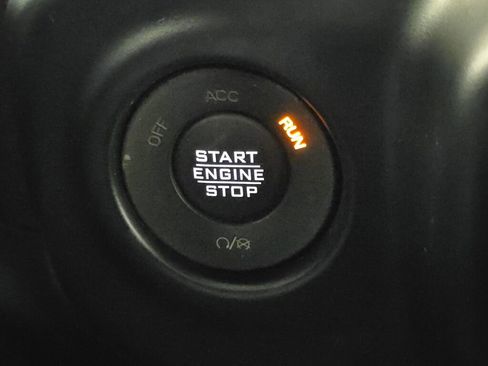 ACC
OFF
RUN
START
ENGINE
STOP